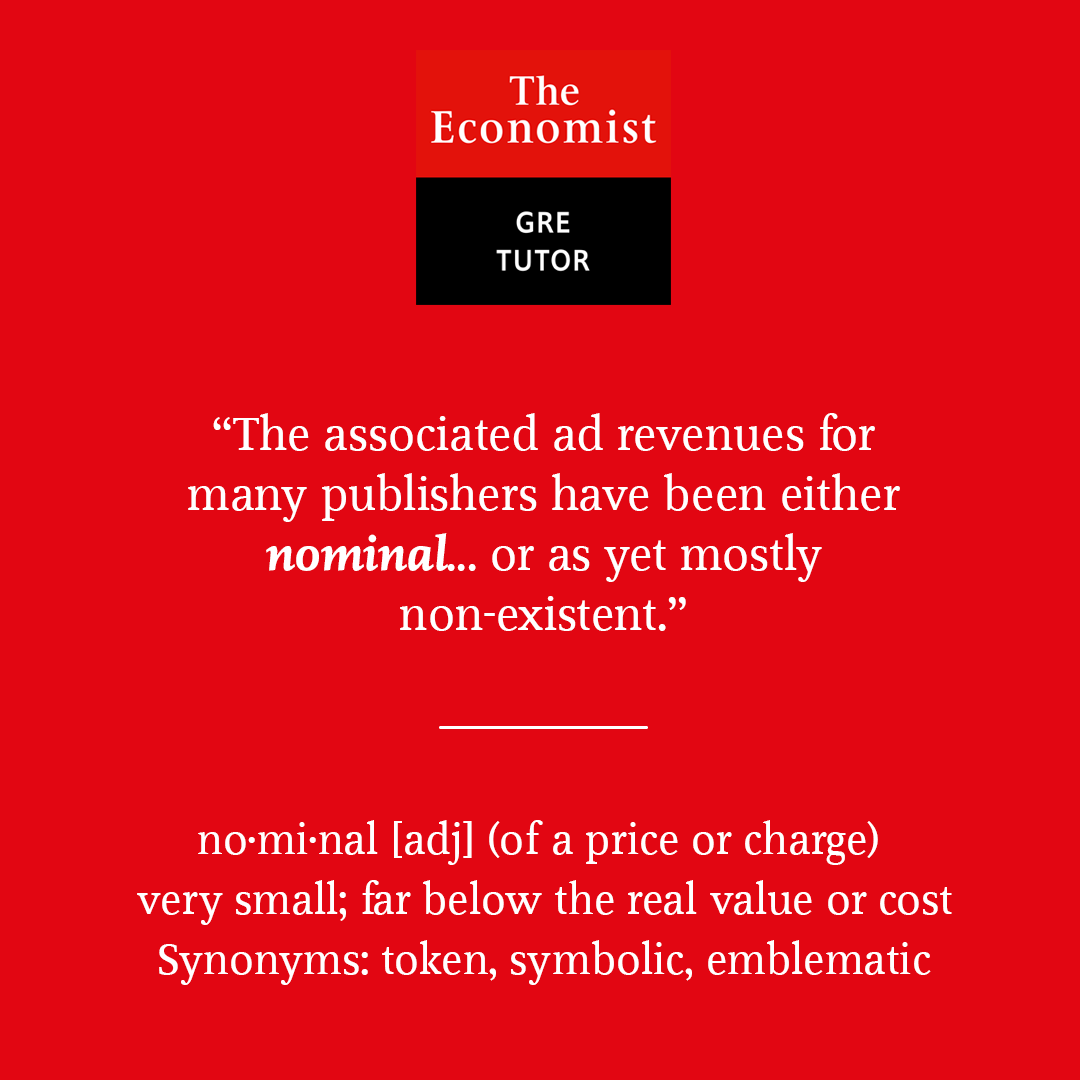 The
Economist
GRE
TUTOR
“The associated ad revenues for
many publishers have been either
nominal... or as yet mostly
non-existent.”
no·mi·nal [adj] (of a price or charge)
very small; far below the real value or cost
Synonyms: token, symbolic, emblematic